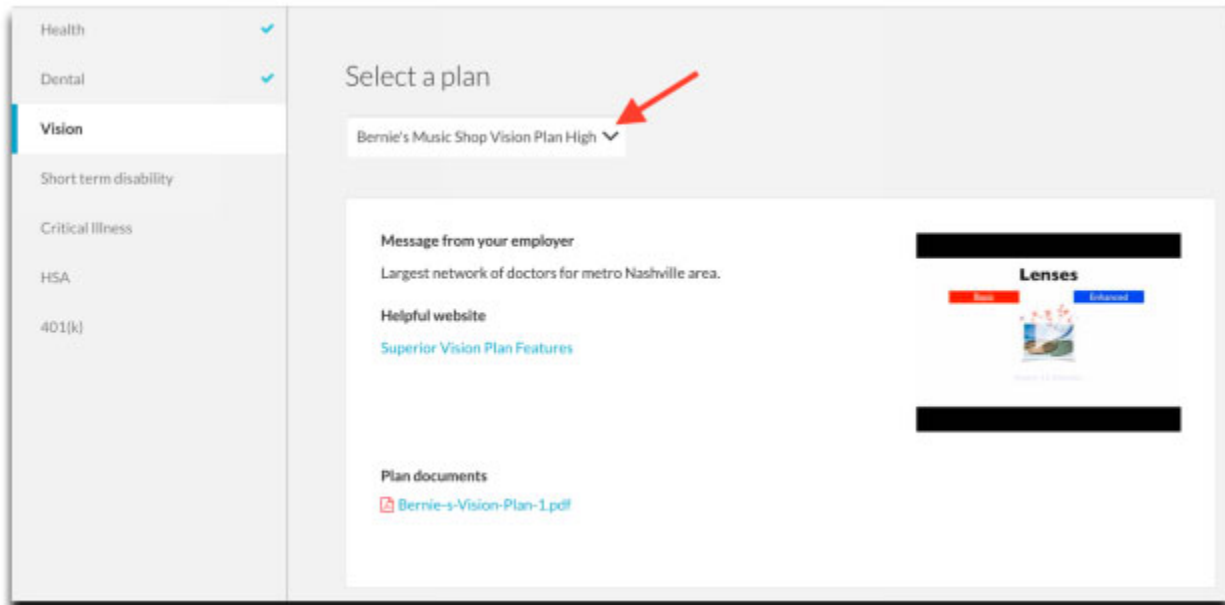 Health
Dental
Vision
Short term disability
Critical Illness
HSA
401(k)
Select a plan
Bernie's Music Shop Vision Plan High
Message from your employer
Largest network of doctors for metro Nashville area.
Helpful website
Superior Vision Plan Features
Plan documents
Bernie-s-Vision-Plan-1.pdf
Lenses
Basic
Enhanced